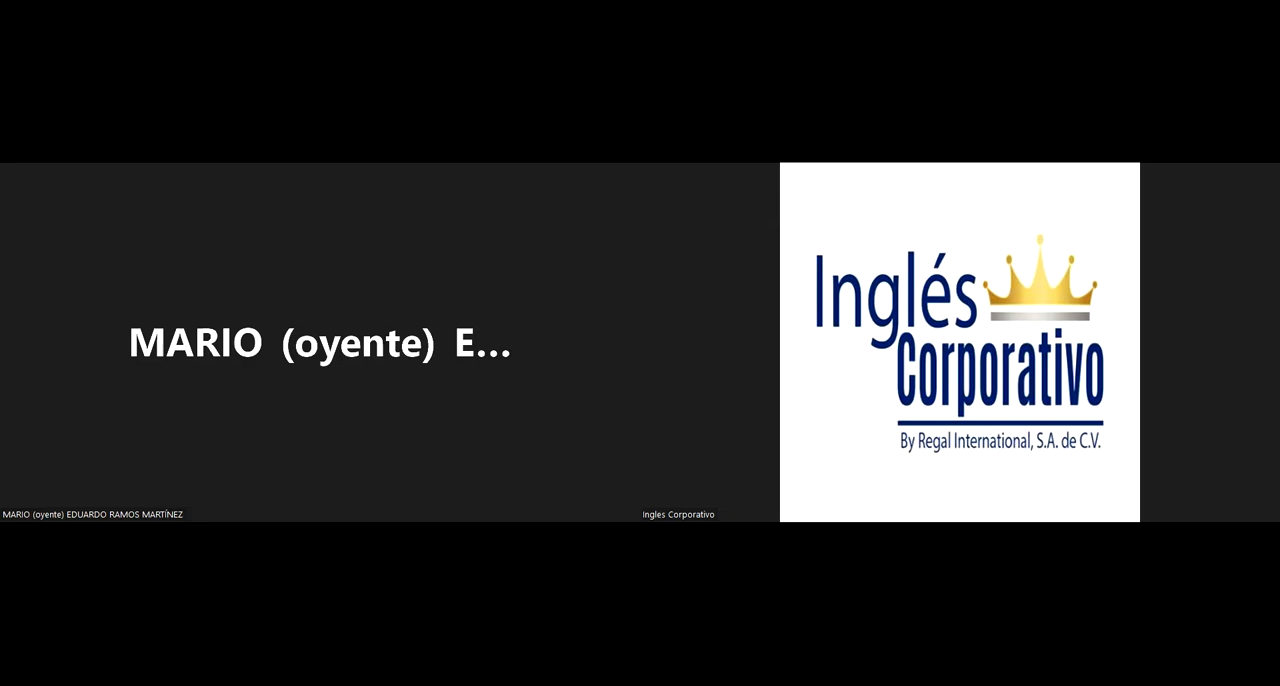 MARIO (oyente) E...
MARIO (oyente) EDUARDO RAMOS MARTÍNEZ
Inglés
Corporativo
By Regal International, S.A. de C.V.
Ingles Corporativo